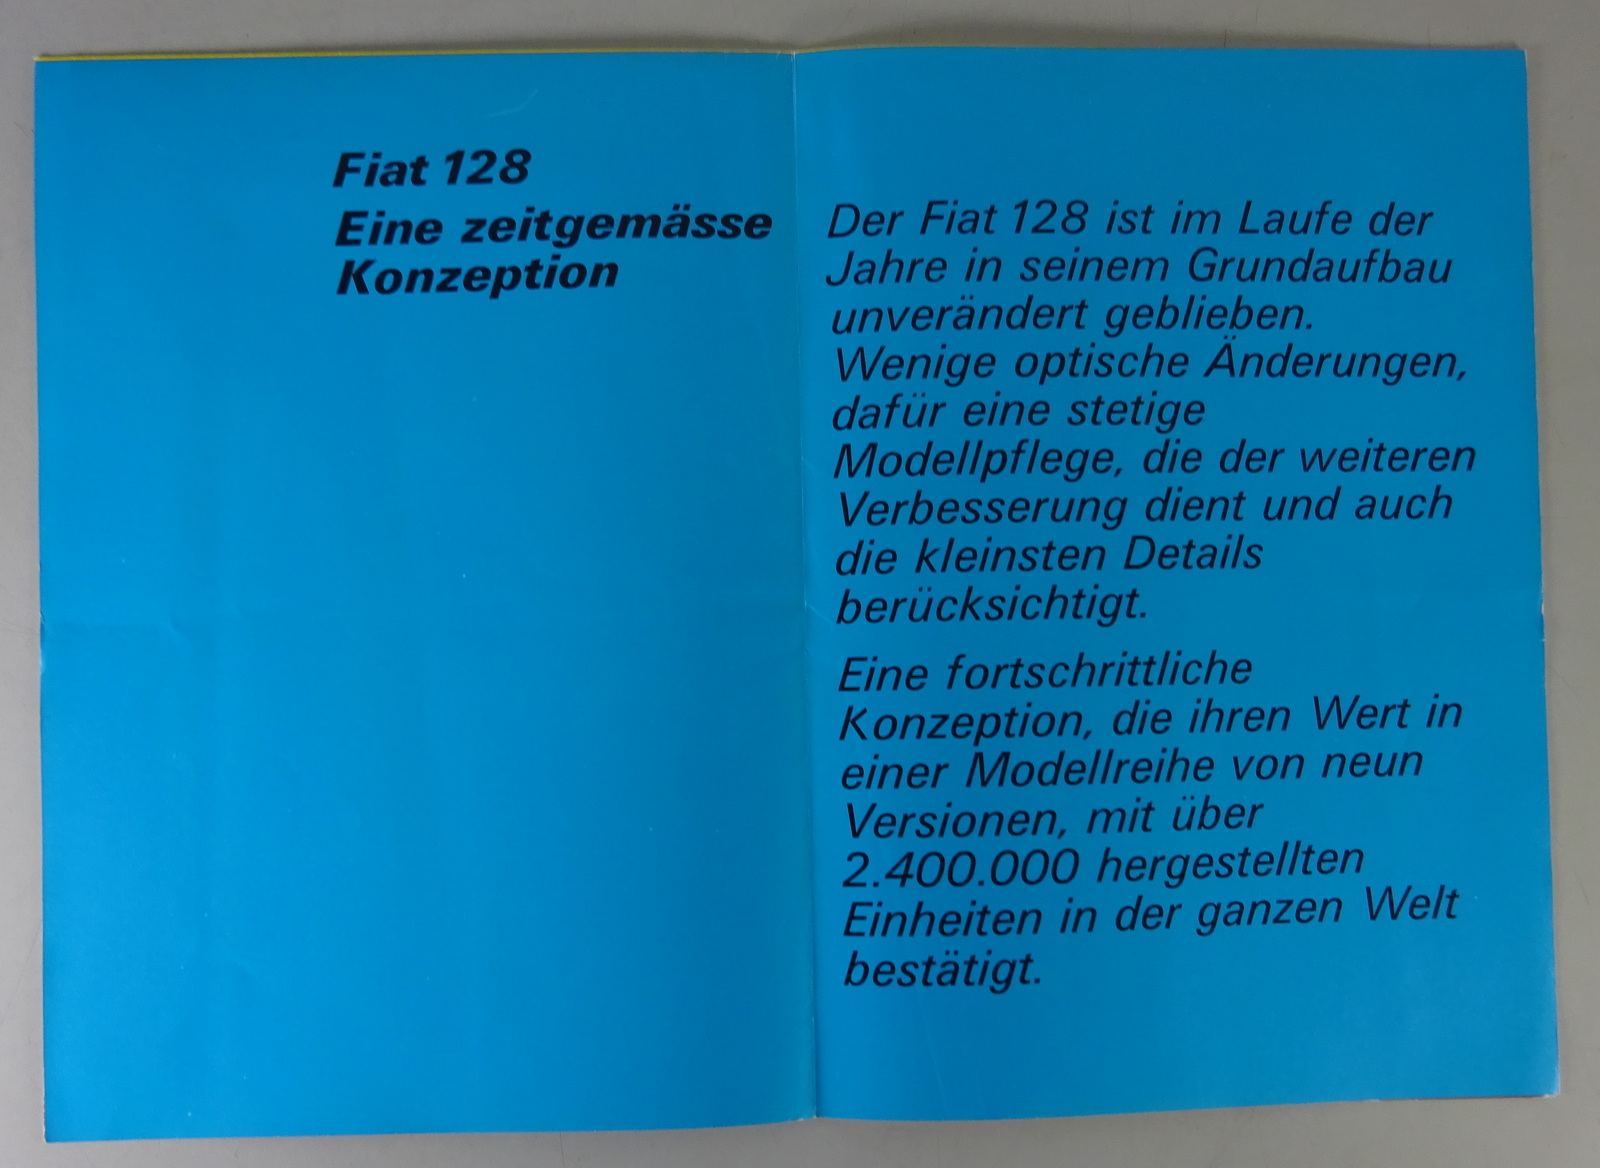 Fiat 128
Eine zeitgemässe
Konzeption
Der Fiat 128 ist im Laufe der
Jahre in seinem Grundaufbau
unverändert geblieben.
Wenige optische Änderungen,
dafür eine stetige
Modellpflege, die der weiteren
Verbesserung dient und auch
die kleinsten Details
berücksichtigt.
Eine fortschrittliche
Konzeption, die ihren Wert in
einer Modellreihe von neun
Versionen, mit über
2.400.000 hergestellten
Einheiten in der ganzen Welt
bestätigt.